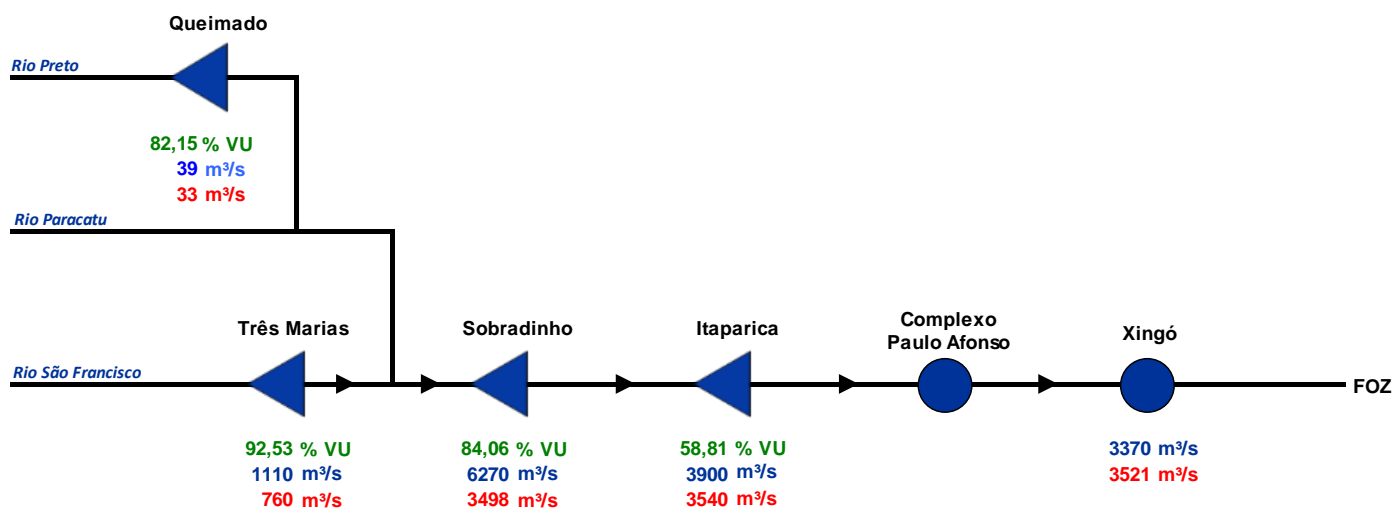 Queimado
Rio Preto
82,15 % VU
39 m³/s
33 m³/s
Rio Paracatu
Três Marias
Sobradinho
Itaparica
Complexo
Paulo Afonso
Xingó
Rio São Francisco
FOZ
92,53 % VU
1110 m³/s
760 m³/s
84,06 % VU
6270 m³/s
3498 m³/s
58,81 % VU
3900 m³/s
3540 m³/s
3370 m³/s
3521 m³/s